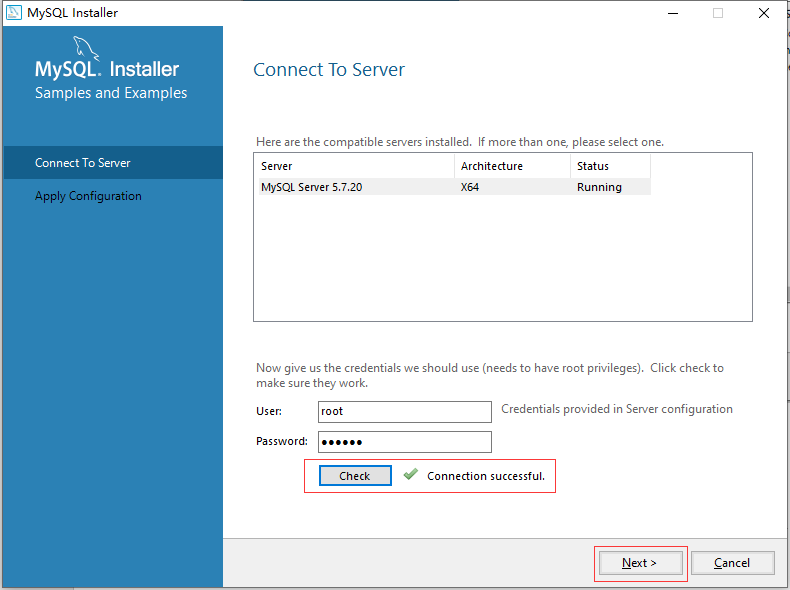 MySQL Installer
MySQL. Installer
Samples and Examples
Connect To Server
Apply Configuration
Connect To Server
Here are the compatible servers installed.  If more than one, please select one.
Server Architecture Status
MySQL Server 5.7.20 X64 Running
Now give us the credentials we should use (needs to have root privileges).  Click check to
make sure they work.
User: root Credentials provided in Server configuration
Password: ●●●●●●
Check Connection successful.
Next > Cancel